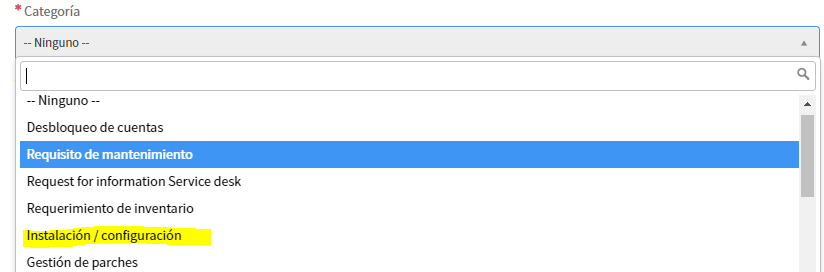 * Categoría
-- Ninguno --
-- Ninguno --
Desbloqueo de cuentas
Requisito de mantenimiento
Request for information Service desk
Requerimiento de inventario
Instalación / configuración
Gestión de parches